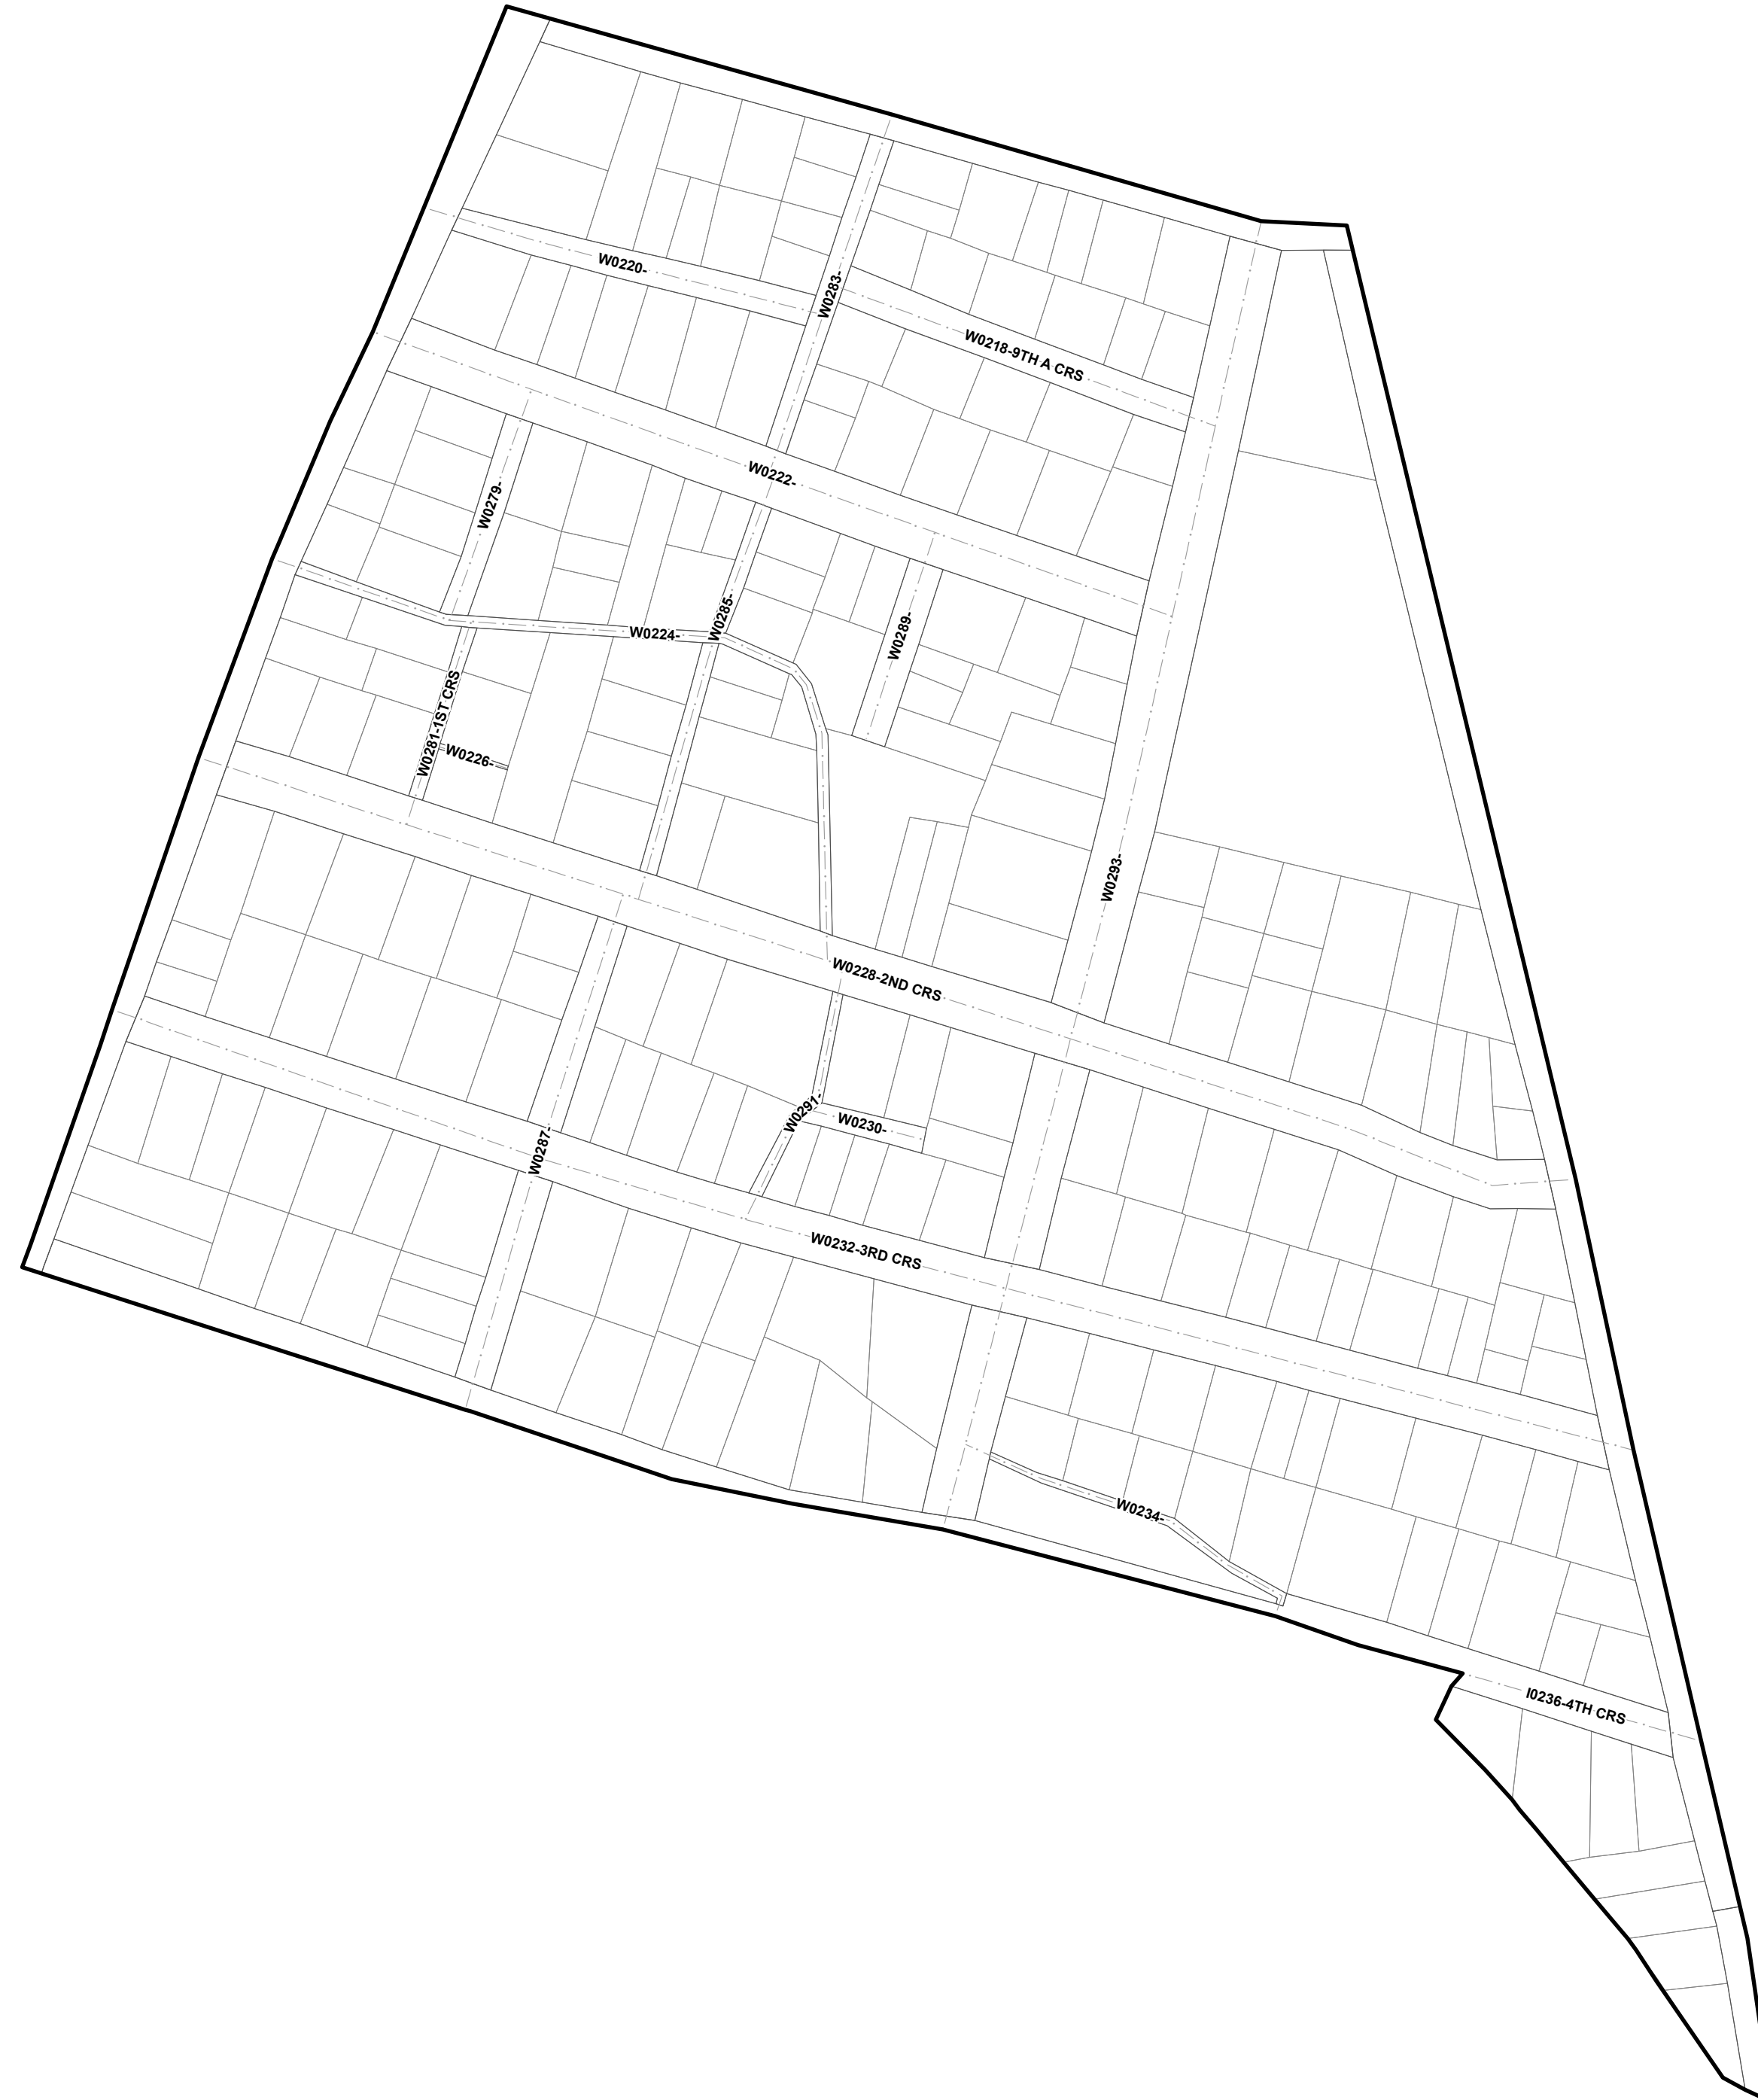 W0220-
W0283-
W0218-9TH A CRS
W0222-
W0279-
W0285-
W0224-
W0289-
W0281-1ST CRS
W0226-
W0293-
W0228-2ND CRS
W0291-
W0230-
W0287-
W0232-3RD CRS
W0234-
I0236-4TH CRS